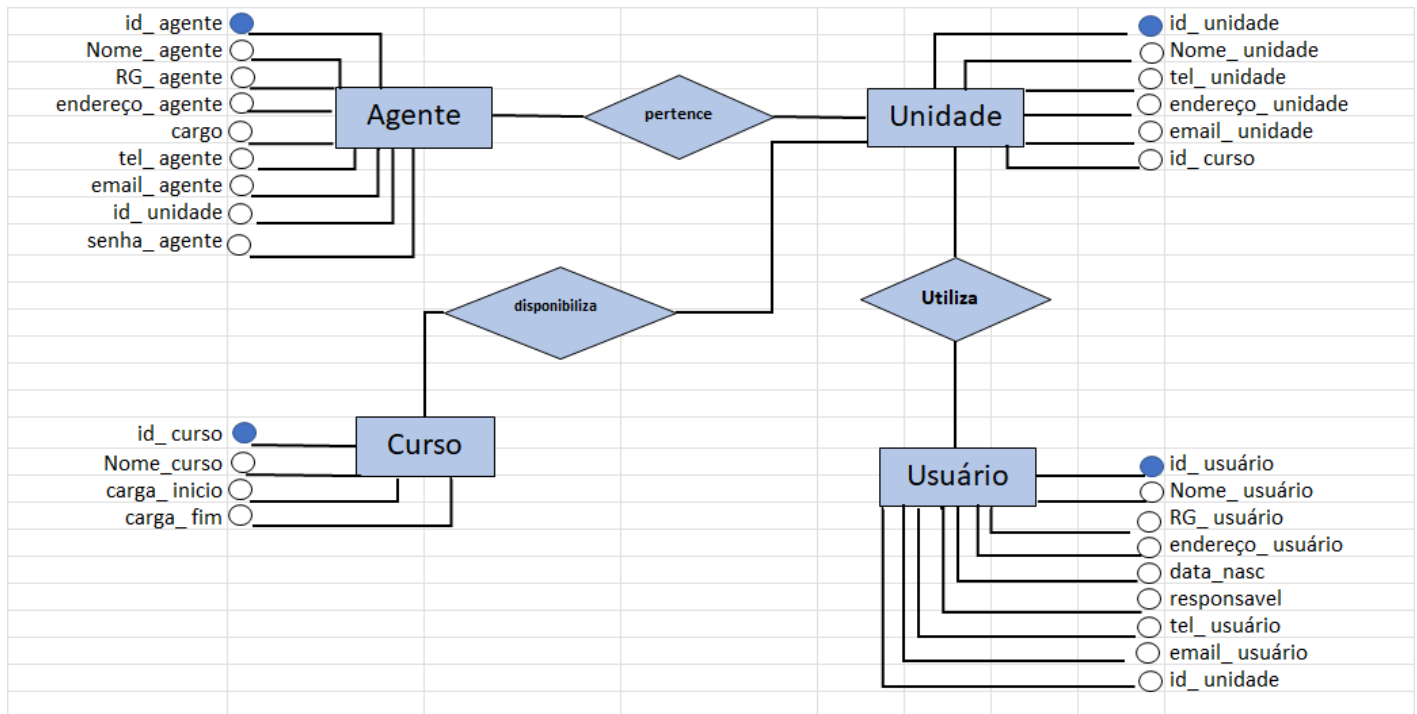 id_ agente
Nome_ agente
RG_ agente
endereço_ agente
cargo
tel_ agente
email_ agente
id_ unidade
senha_ agente
Agente
pertence
Unidade
id_ unidade
Nome_ unidade
tel_ unidade
endereço_ unidade
email_ unidade
id_ curso
disponibiliza
Utiliza
id_ curso
Nome_curso
carga_ inicio
carga_ fim
Curso
Usuário
id_ usuário
Nome_ usuário
RG_ usuário
endereço_ usuário
data_nasc
responsavel
tel_ usuário
email_ usuário
id_ unidade